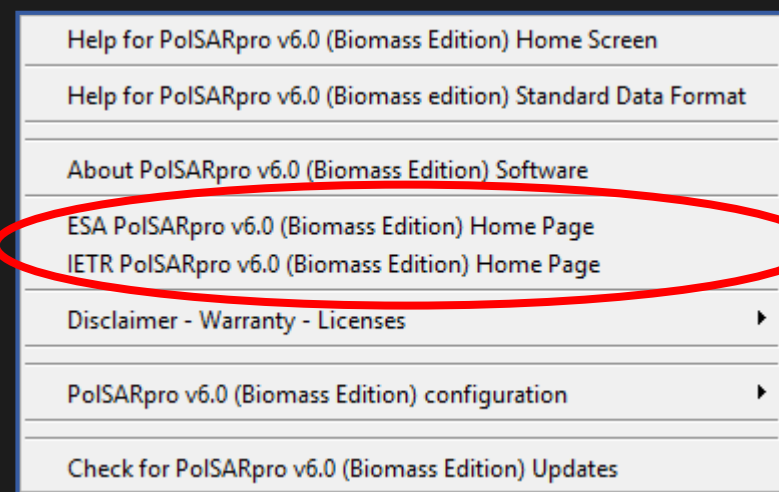 Help for PolSARpro v6.0 (Biomass Edition) Home Screen
Help for PolSARpro v6.0 (Biomass edition) Standard Data Format
About PolSARpro v6.0 (Biomass Edition) Software
ESA PolSARpro v6.0 (Biomass Edition) Home Page
IETR PolSARpro v6.0 (Biomass Edition) Home Page
Disclaimer - Warranty - Licenses
PolSARpro v6.0 (Biomass Edition) configuration
Check for PolSARpro v6.0 (Biomass Edition) Updates